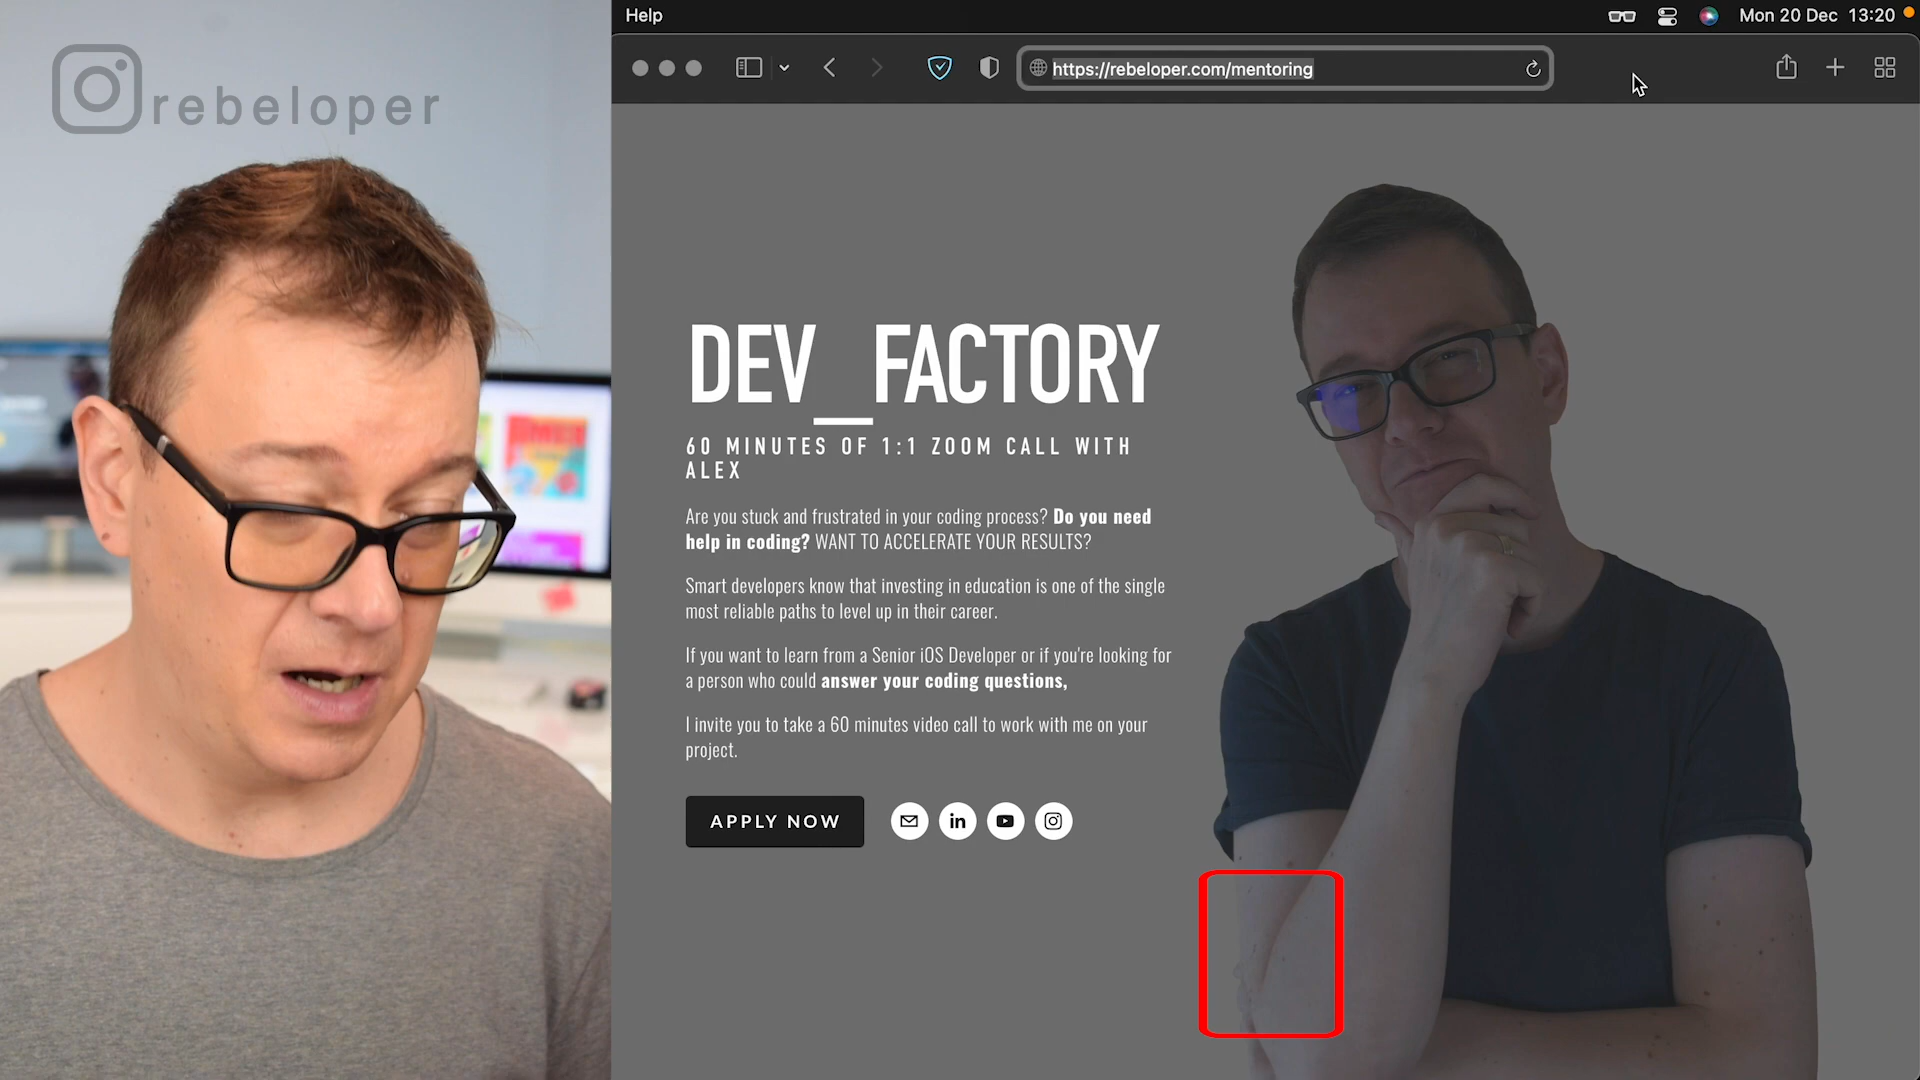 Help
Mon 20 Dec 13:20
rebeloper
https://rebeloper.com/mentoring
DEV_FACTORY
60 MINUTES OF 1:1 ZOOM CALL WITH
ALEX
Are you stuck and frustrated in your coding process? Do you need
help in coding? WANT TO ACCELERATE YOUR RESULTS?
Smart developers know that investing in education is one of the single
most reliable paths to level up in their career.
If you want to learn from a Senior iOS Developer or if you're looking for
a person who could answer your coding questions,
I invite you to take a 60 minutes video call to work with me on your
project.
APPLY NOW
in